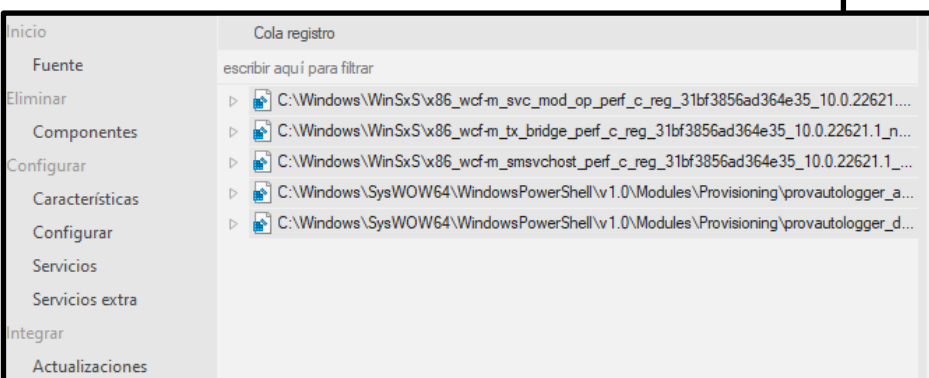 Inicio
Fuente
Eliminar
Componentes
Configurar
Características
Configurar
Servicios
Servicios extra
Integrar
Actualizaciones
Cola registro
escribir aquí para filtrar
C:\Windows\WinSxS\x86_wcf-m_svc_mod_op_perf_c_reg_31bf3856ad364e35_10.0.22621....
C:\Windows\WinSxS\x86_wcf-m_tx_bridge_perf_c_reg_31bf3856ad364e35_10.0.22621.1_n...
C:\Windows\WinSxS\x86_wcf-m_smsvchost_perf_c_reg_31bf3856ad364e35_10.0.22621.1_...
C:\Windows\SysWOW64\WindowsPowerShell\v1.0\Modules\Provisioning\provautologger_a...
C:\Windows\SysWOW64\WindowsPowerShell\v1.0\Modules\Provisioning\provautologger_d...